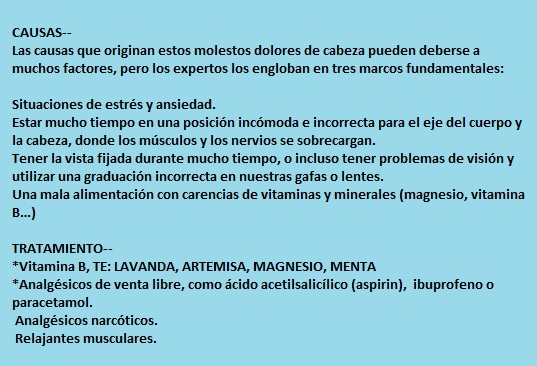 CAUSAS--
Las causas que originan estos molestos dolores de cabeza pueden deberse a
muchos factores, pero los expertos los engloban en tres marcos fundamentales:
Situaciones de estrés y ansiedad.
Estar mucho tiempo en una posición incómoda e incorrecta para el eje del cuerpo y
la cabeza, donde los músculos y los nervios se sobrecargan.
Tener la vista fijada durante mucho tiempo, o incluso tener problemas de visión y
utilizar una graduación incorrecta en nuestras gafas o lentes.
Una mala alimentación con carencias de vitaminas y minerales (magnesio, vitamina
B…)
TRATAMIENTO--
*Vitamina B, TE: LAVANDA, ARTEMISA, MAGNESIO, MENTA
*Analgésicos de venta libre, como ácido acetilsalicílico (aspirin), ibuprofeno o
paracetamol.
Analgésicos narcóticos.
Relajantes musculares.